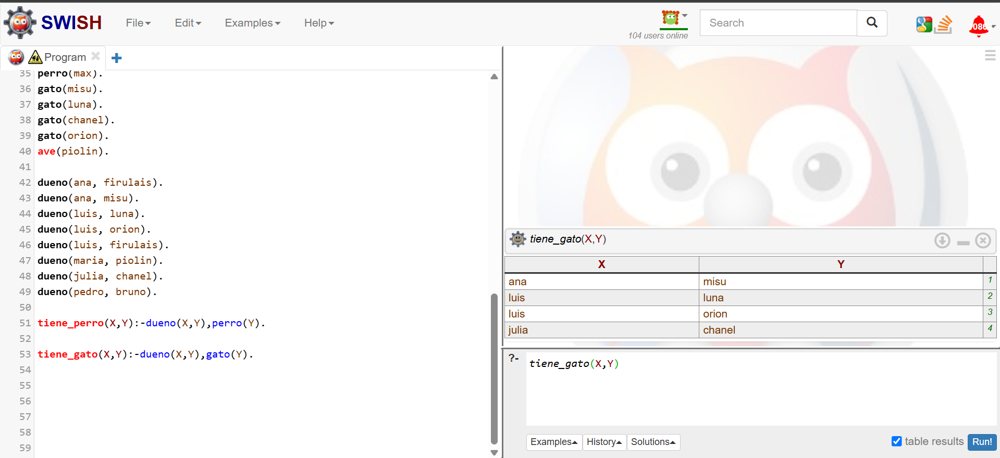 SWISH File Edit Examples Help Search
104 users online
Program
35 perro(max).
36 gato(misu).
37 gato(luna).
38 gato(chanel).
39 gato(orion).
40 ave(piolin).
41
42 dueno(ana, firulais).
43 dueno(ana, misu).
44 dueno(luis, luna).
45 dueno(luis, orion).
46 dueno(luis, firulais).
47 dueno(maria, piolin).
48 dueno(julia, chanel).
49 dueno(pedro, bruno).
50
51 tiene_perro(X,Y):-dueno(X,Y),perro(Y).
52
53 tiene_gato(X,Y):-dueno(X,Y),gato(Y).
54
55
56
57
58
59
tiene_gato(X,Y)
X Y
ana misu 1
luis luna 2
luis orion 3
julia chanel 4
?- tiene_gato(X,Y)
Examples History Solutions table results Run!